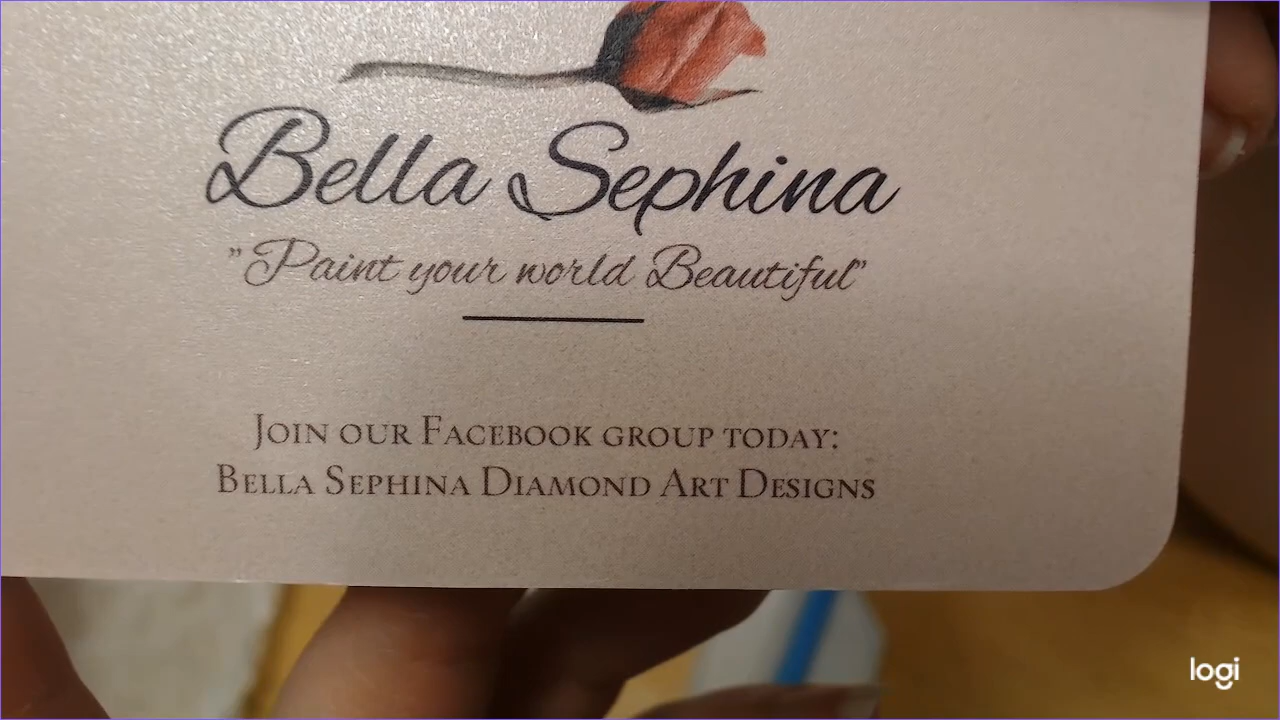 Bella Sephina
"Paint your world Beautiful"
Join our Facebook group today:
Bella Sephina Diamond Art Designs
logi